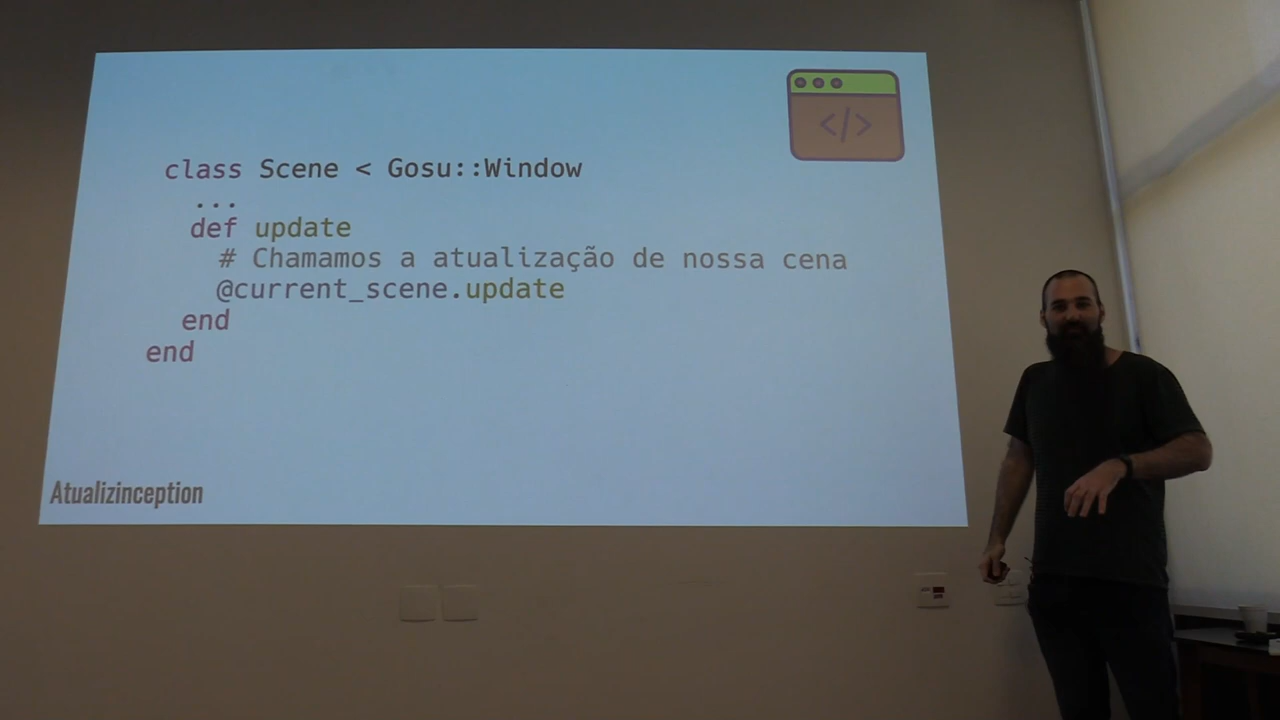 </>
class Scene < Gosu::Window
...
def update
# Chamamos a atualização de nossa cena
@current_scene.update
end
end
Atualizinception